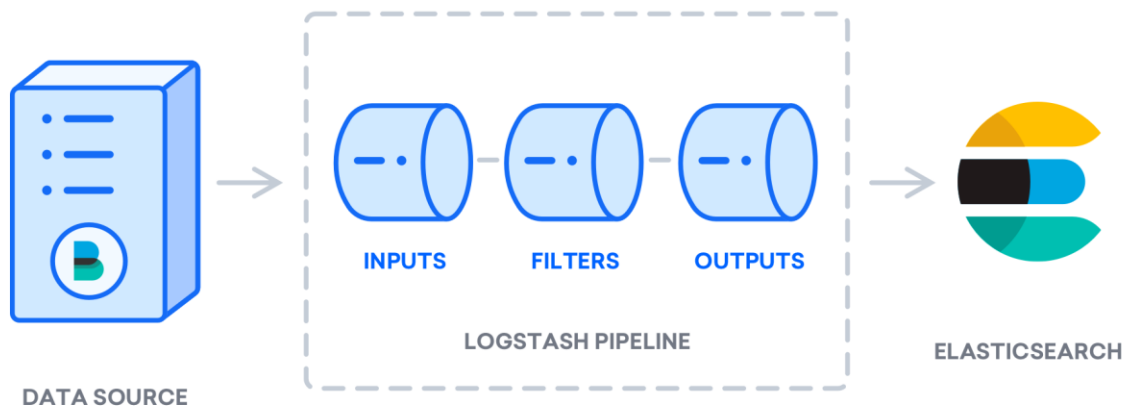 INPUTS
FILTERS
OUTPUTS
LOGSTASH PIPELINE
ELASTICSEARCH
DATA SOURCE